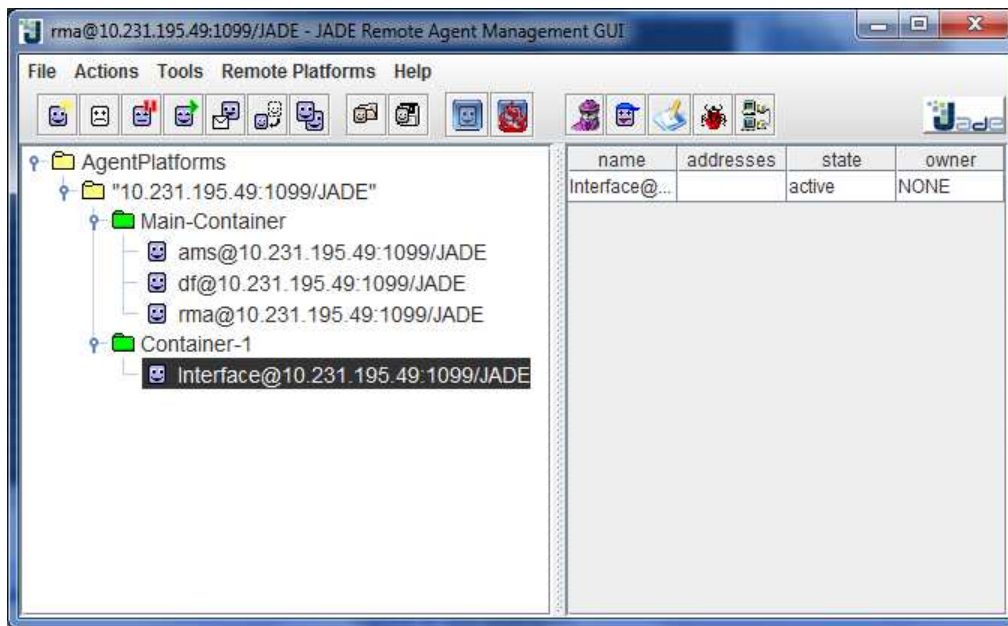 rma@10.231.195.49:1099/JADE - JADE Remote Agent Management GUI
File Actions Tools Remote Platforms Help
Jade
AgentPlatforms
"10.231.195.49:1099/JADE"
Main-Container
ams@10.231.195.49:1099/JADE
df@10.231.195.49:1099/JADE
rma@10.231.195.49:1099/JADE
Container-1
Interface@10.231.195.49:1099/JADE
name addresses state owner
Interface@... active NONE